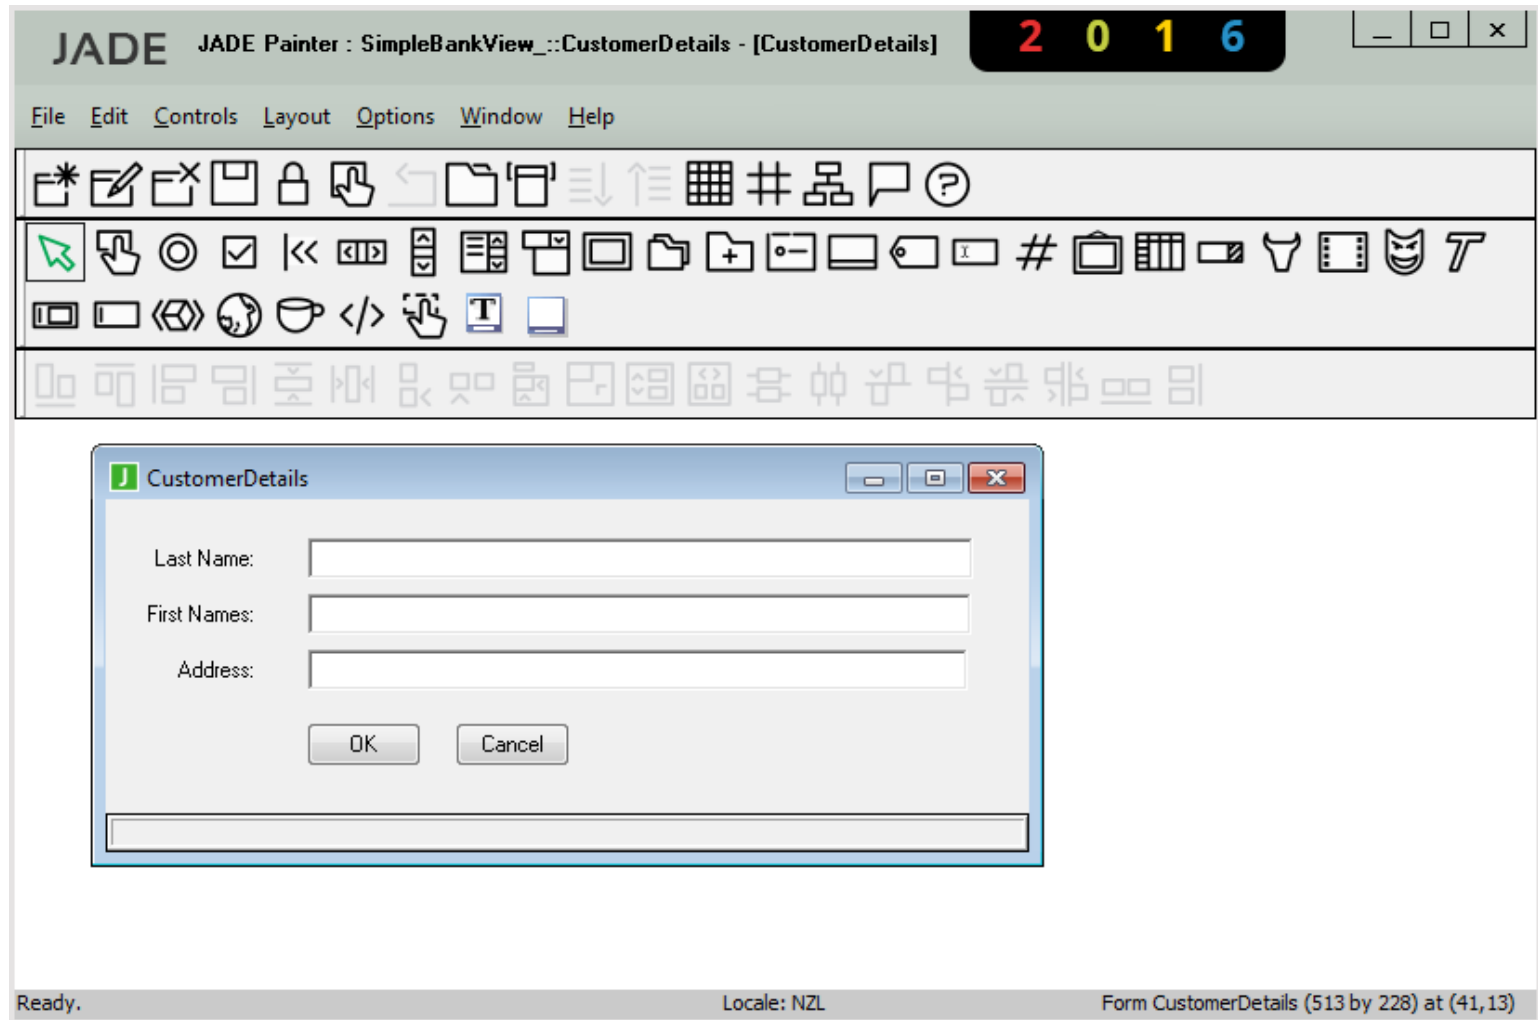 JADE JADE Painter : SimpleBankView_::CustomerDetails - [CustomerDetails] 2 0 1 6
File Edit Controls Layout Options Window Help
CustomerDetails
Last Name:
First Names:
Address:
OK Cancel
Ready. Locale: NZL Form CustomerDetails (513 by 228) at (41,13)